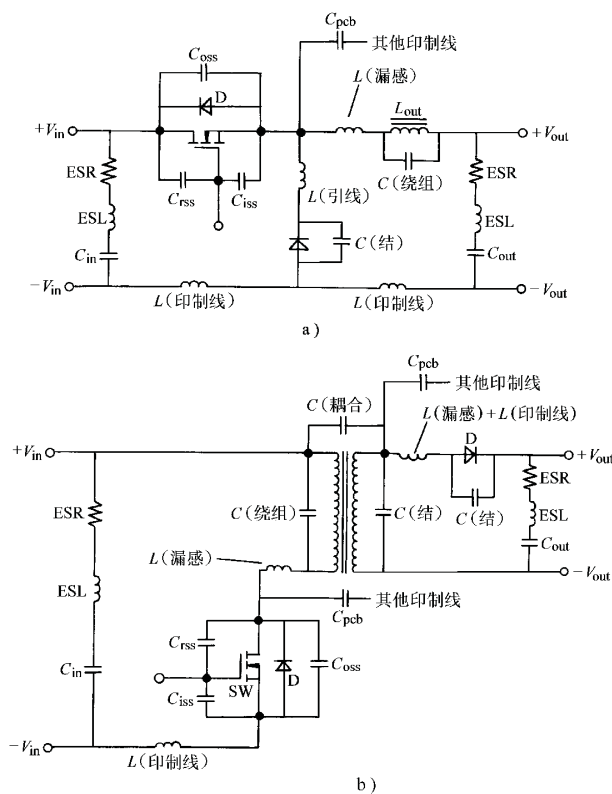 C_pcb
其他印制线
C_oss
L(漏感)
D
L_out
+V_in
+V_out
ESR
C_rss
C_iss
C(绕组)
ESR
L(引线)
ESL
ESL
C(结)
C_in
C_out
-V_in
L(印制线)
L(印制线)
-V_out
a)
C_pcb
其他印制线
C(耦合)
L(漏感)+L(印制线)
+V_in
D
+V_out
ESR
ESR
C(绕组)
C(结)
C(结)
ESL
L(漏感)
C_out
ESL
-V_out
其他印制线
C_pcb
C_rss
C_in
D
C_oss
SW
C_iss
-V_in
L(印制线)
b)